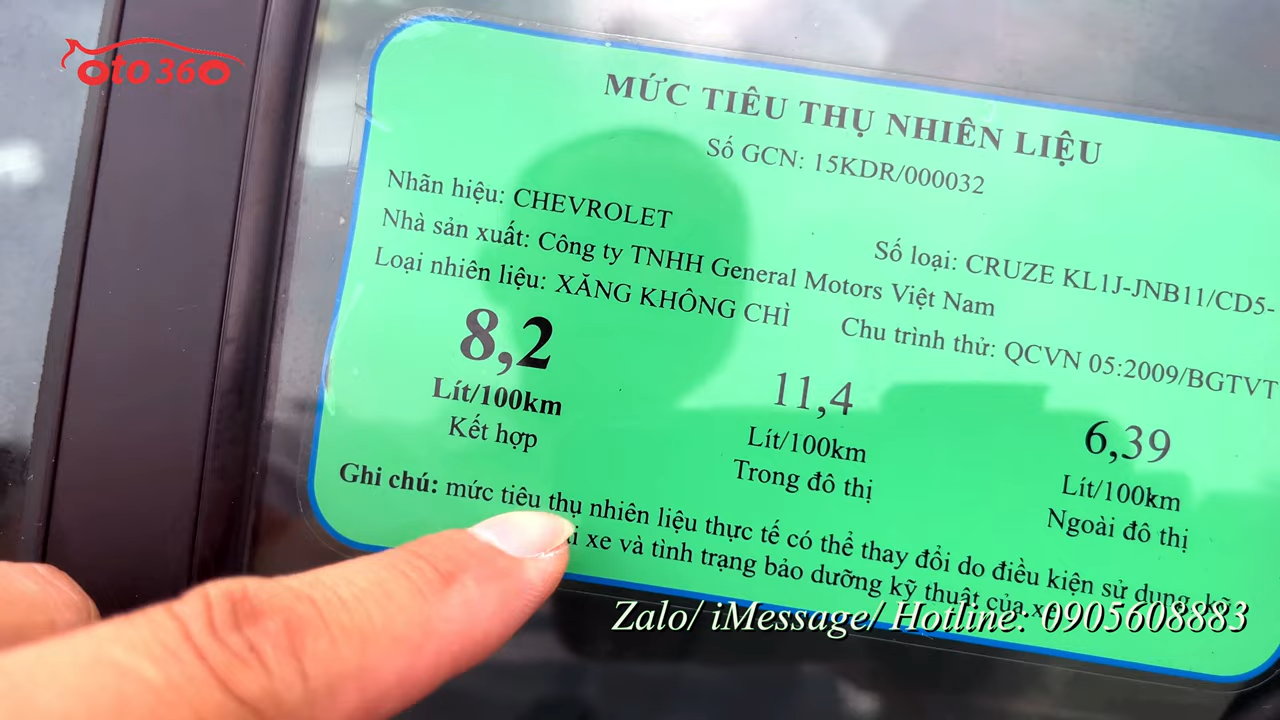 oto360
MỨC TIÊU THỤ NHIÊN LIỆU
Số GCN: 15KDR/000032
Nhãn hiệu: CHEVROLET
Số loại: CRUZE KL1J-JNB11/CD5-
Nhà sản xuất: Công ty TNHH General Motors Việt Nam
Loại nhiên liệu: XĂNG KHÔNG CHÌ
Chu trình thử: QCVN 05:2009/BGTVT
8,2
Lít/100km
Kết hợp
11,4
Lít/100km
Trong đô thị
6,39
Lít/100km
Ngoài đô thị
Ghi chú: mức tiêu thụ nhiên liệu thực tế có thể thay đổi do điều kiện sử dụng, kỹ
xe và tình trạng bảo dưỡng kỹ thuật của xe
Zalo/ iMessage/ Hotline: 0905608883